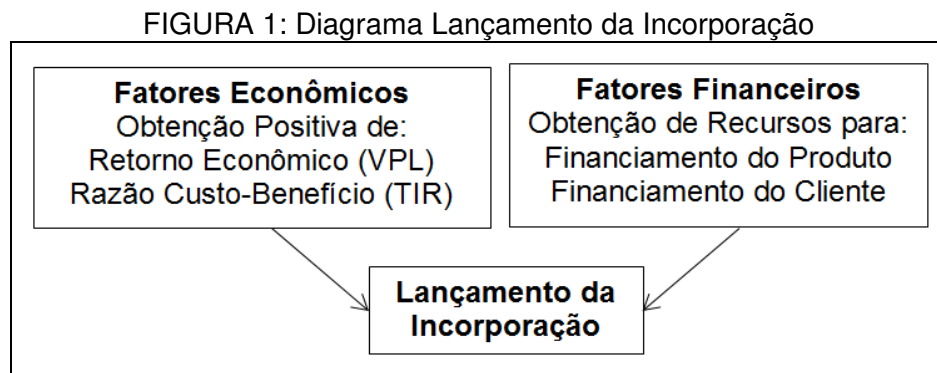 FIGURA 1: Diagrama Lançamento da Incorporação
Fatores Econômicos
Obtenção Positiva de:
Retorno Econômico (VPL)
Razão Custo-Benefício (TIR)
Fatores Financeiros
Obtenção de Recursos para:
Financiamento do Produto
Financiamento do Cliente
Lançamento da
Incorporação